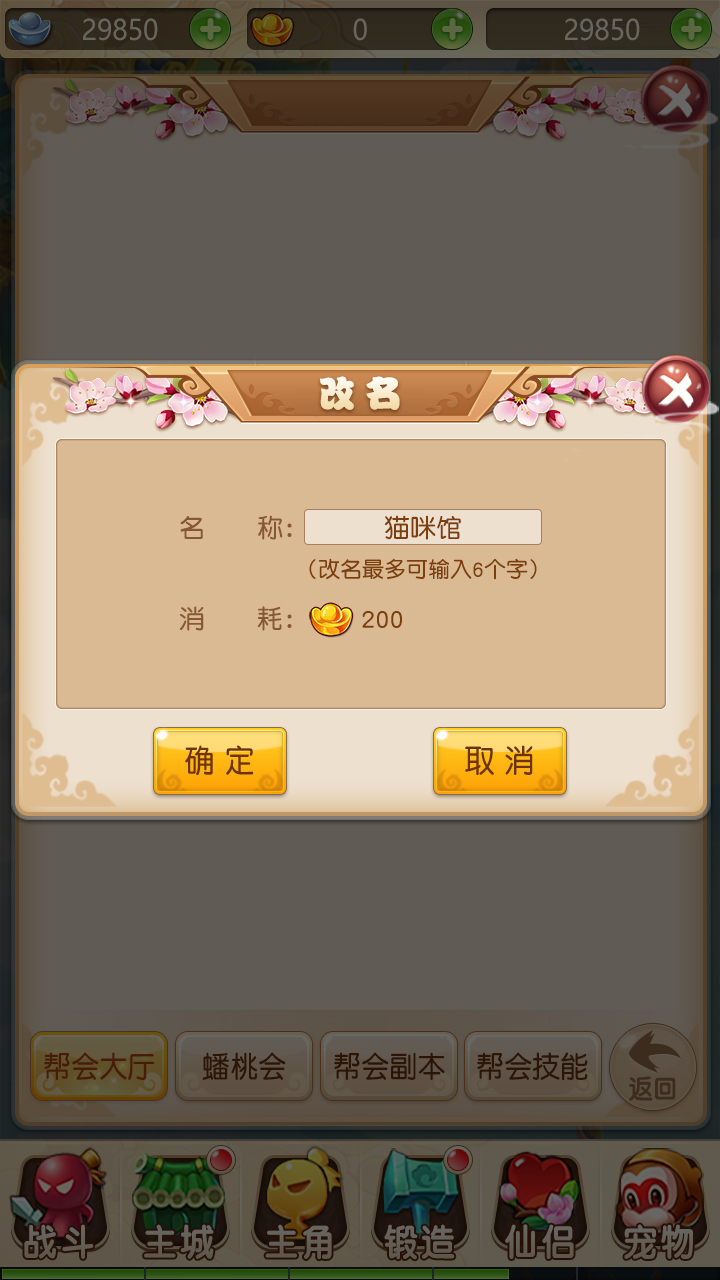 29850 0 29850
改名
名 称: 猫咪馆
（改名最多可输入6个字）
消 耗: 200
确定 取消
帮会大厅 蟠桃会 帮会副本 帮会技能 返回
战斗 主城 主角 锻造 仙侣 宠物